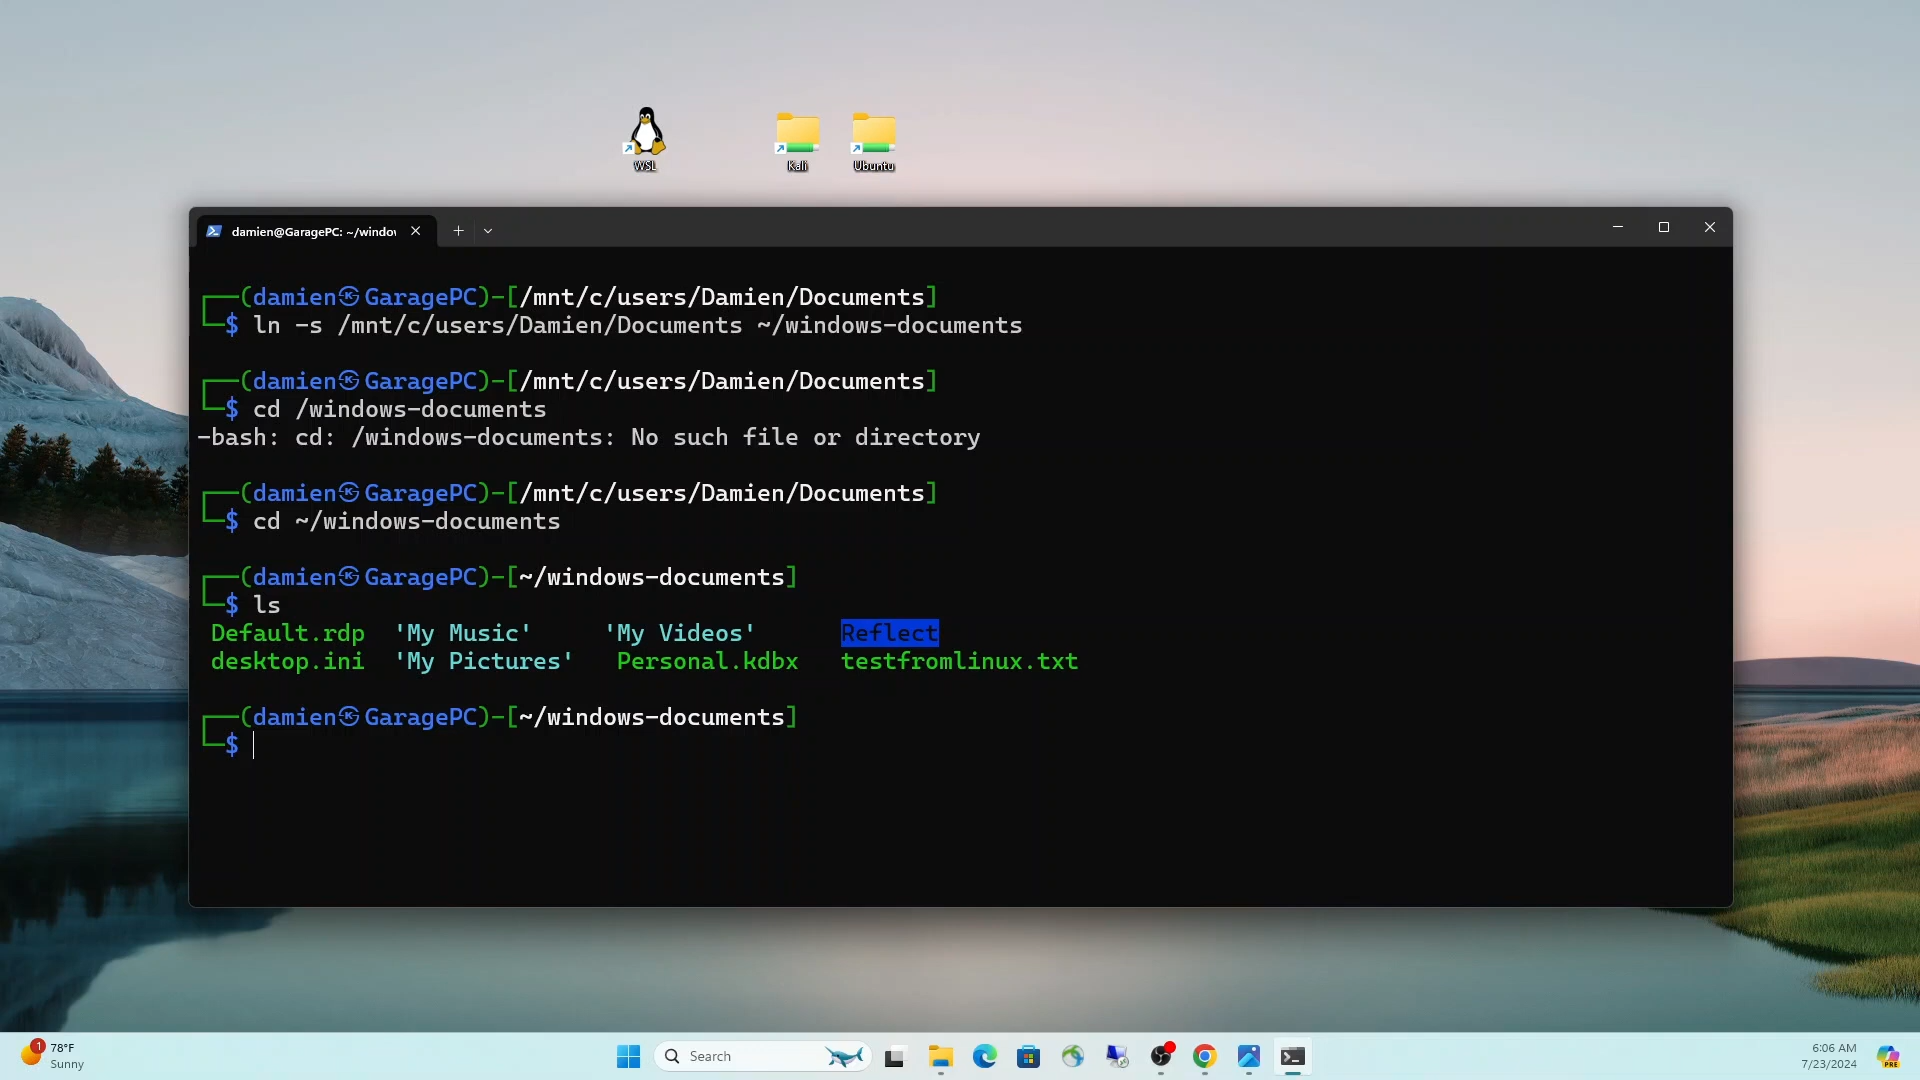 WSL
Kali
Ubuntu
damien@GaragePC: ~/windov
┌──(damien㉿GaragePC)-[/mnt/c/users/Damien/Documents]
└─$ ln -s /mnt/c/users/Damien/Documents ~/windows-documents
┌──(damien㉿GaragePC)-[/mnt/c/users/Damien/Documents]
└─$ cd /windows-documents
-bash: cd: /windows-documents: No such file or directory
┌──(damien㉿GaragePC)-[/mnt/c/users/Damien/Documents]
└─$ cd ~/windows-documents
┌──(damien㉿GaragePC)-[~/windows-documents]
└─$ ls
Default.rdp 'My Music' 'My Videos' Reflect
desktop.ini 'My Pictures' Personal.kdbx testfromlinux.txt
┌──(damien㉿GaragePC)-[~/windows-documents]
└─$
1
78°F
Sunny
Search
6:06 AM
7/23/2024
PRE